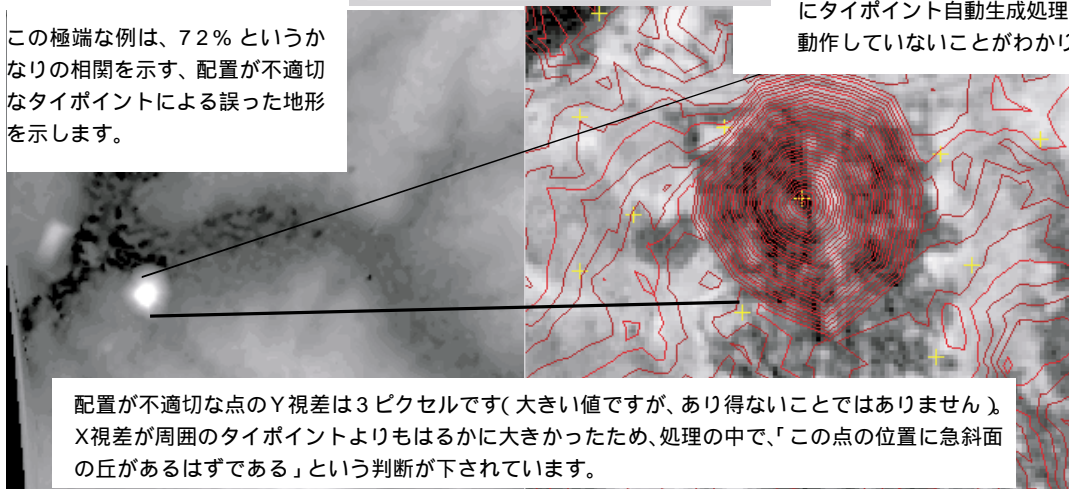 にタイポイント自動生成処理
動作していないことがわかり
この極端な例は、72% というか
なりの相関を示す、配置が不適切
なタイポイントによる誤った地形
を示します。
配置が不適切な点のY視差は3ピクセルです(大きい値ですが、あり得ないことではありません)。
X視差が周囲のタイポイントよりもはるかに大きかったため、処理の中で、「この点の位置に急斜面
の丘があるはずである」という判断が下されています。